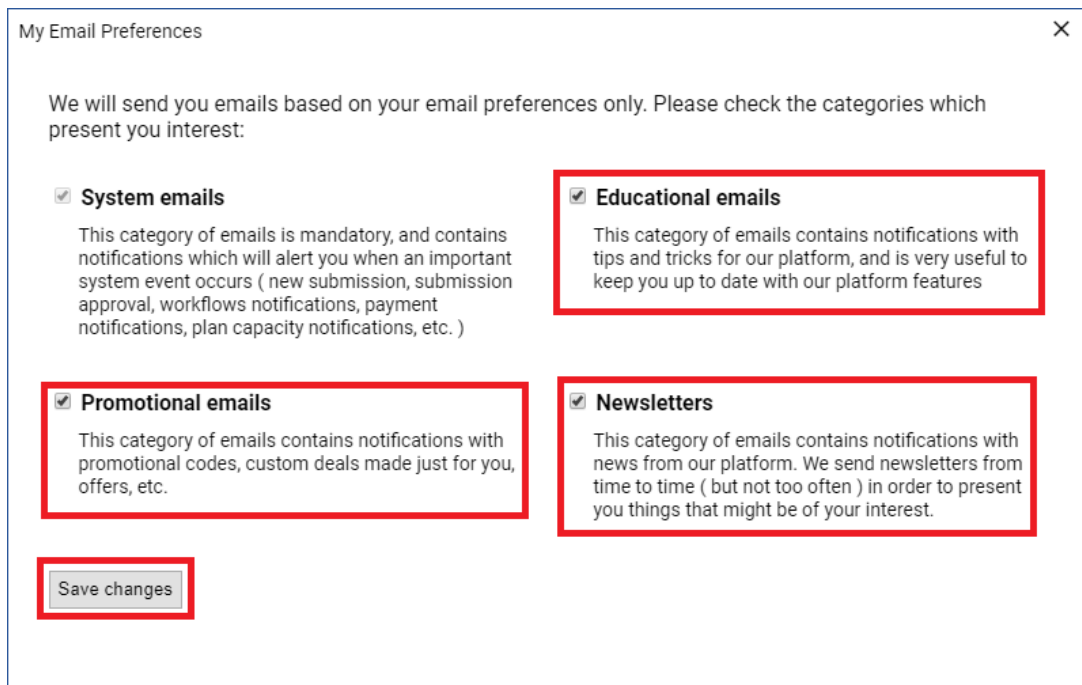 My Email Preferences
We will send you emails based on your email preferences only. Please check the categories which
present you interest:
System emails
This category of emails is mandatory, and contains
notifications which will alert you when an important
system event occurs ( new submission, submission
approval, workflows notifications, payment
notifications, plan capacity notifications, etc. )
Educational emails
This category of emails contains notifications with
tips and tricks for our platform, and is very useful to
keep you up to date with our platform features
Promotional emails
This category of emails contains notifications with
promotional codes, custom deals made just for you,
offers, etc.
Newsletters
This category of emails contains notifications with
news from our platform. We send newsletters from
time to time ( but not too often ) in order to present
you things that might be of your interest.
Save changes